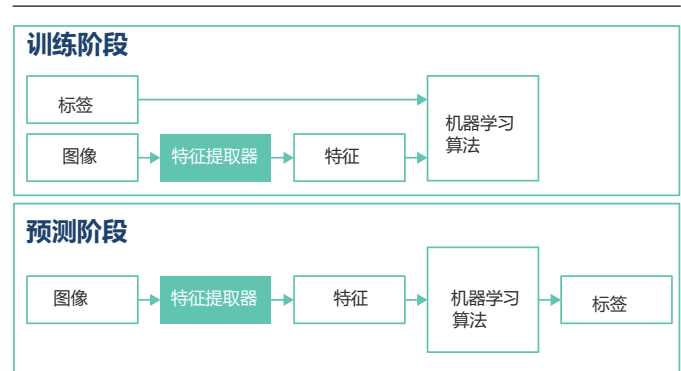 训练阶段
标签
图像
特征提取器
特征
机器学习
算法
预测阶段
图像
特征提取器
特征
机器学习
算法
标签